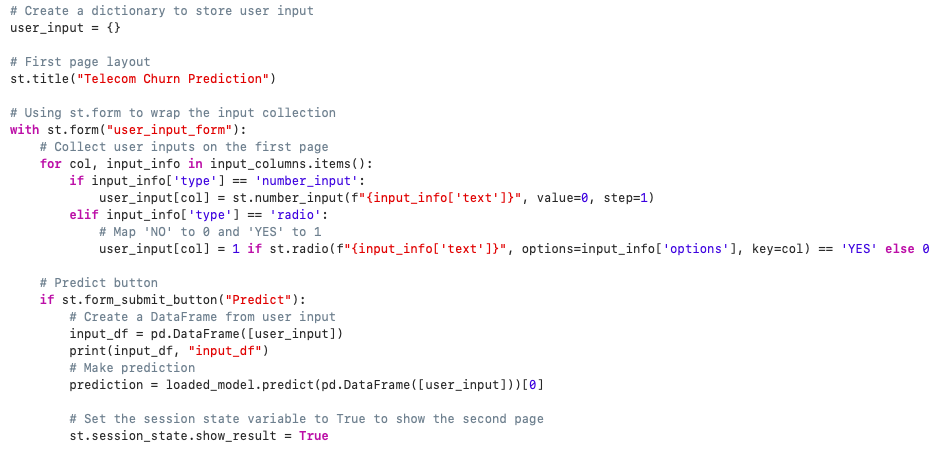 # Create a dictionary to store user input
user_input = {}
# First page layout
st.title("Telecom Churn Prediction")
# Using st.form to wrap the input collection
with st.form("user_input_form"):
    # Collect user inputs on the first page
    for col, input_info in input_columns.items():
        if input_info['type'] == 'number_input':
            user_input[col] = st.number_input(f"{input_info['text']}", value=0, step=1)
        elif input_info['type'] == 'radio':
            # Map 'NO' to 0 and 'YES' to 1
            user_input[col] = 1 if st.radio(f"{input_info['text']}", options=input_info['options'], key=col) == 'YES' else 0
    # Predict button
    if st.form_submit_button("Predict"):
        # Create a DataFrame from user input
        input_df = pd.DataFrame([user_input])
        print(input_df, "input_df")
        # Make prediction
        prediction = loaded_model.predict(pd.DataFrame([user_input]))[0]
        # Set the session state variable to True to show the second page
        st.session_state.show_result = True